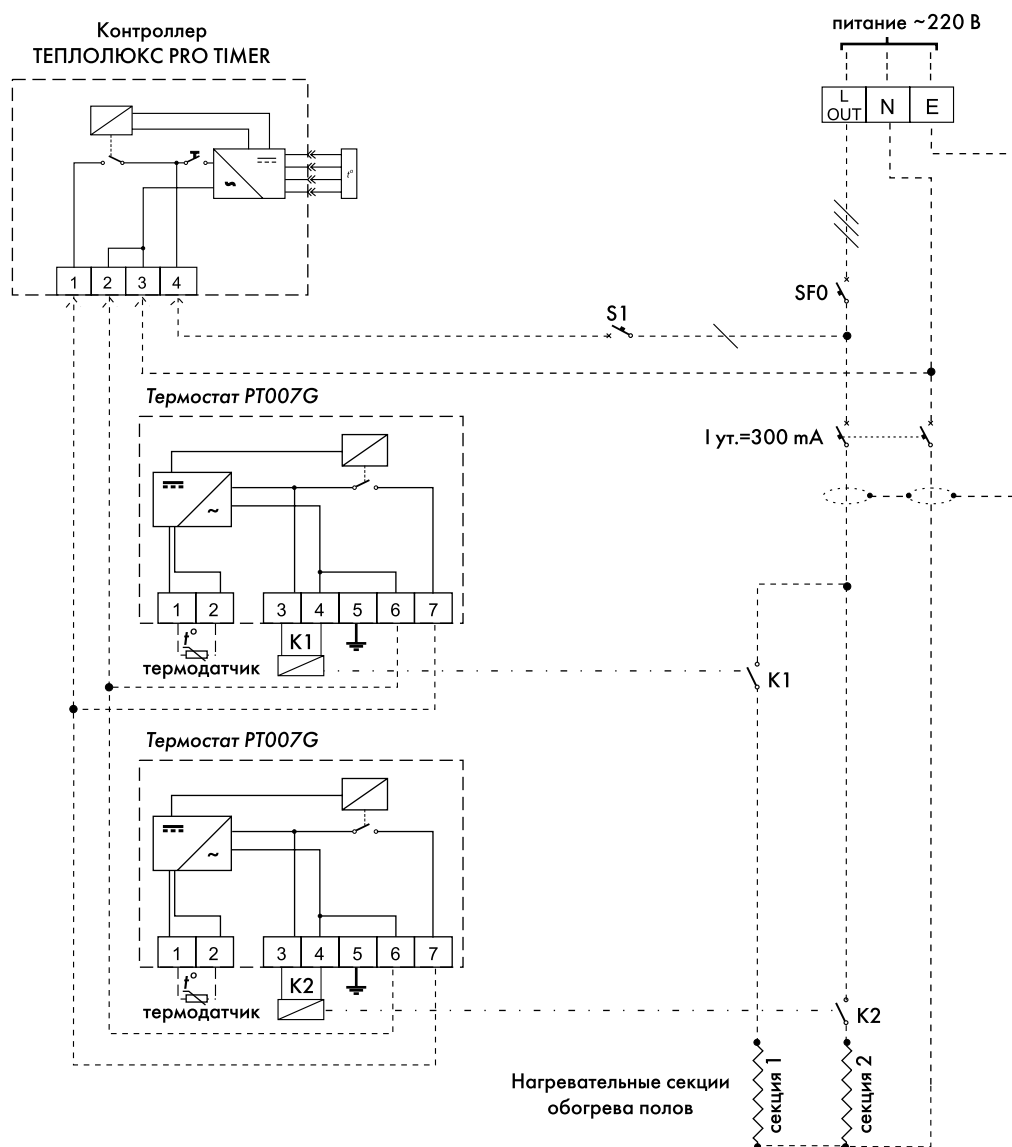 Контроллер
ТЕПЛОЛЮКС PRO TIMER
питание ~220 В
L OUT
N
E
t°
1 2 3 4
SF0
S1
Термостат РТ007G
I ут.=300 mA
~
1 2 3 4 5 6 7
t°
K1
термодатчик
K1
Термостат РТ007G
~
1 2 3 4 5 6 7
t°
K2
термодатчик
K2
Нагревательные секции
обогрева полов
секция 1
секция 2